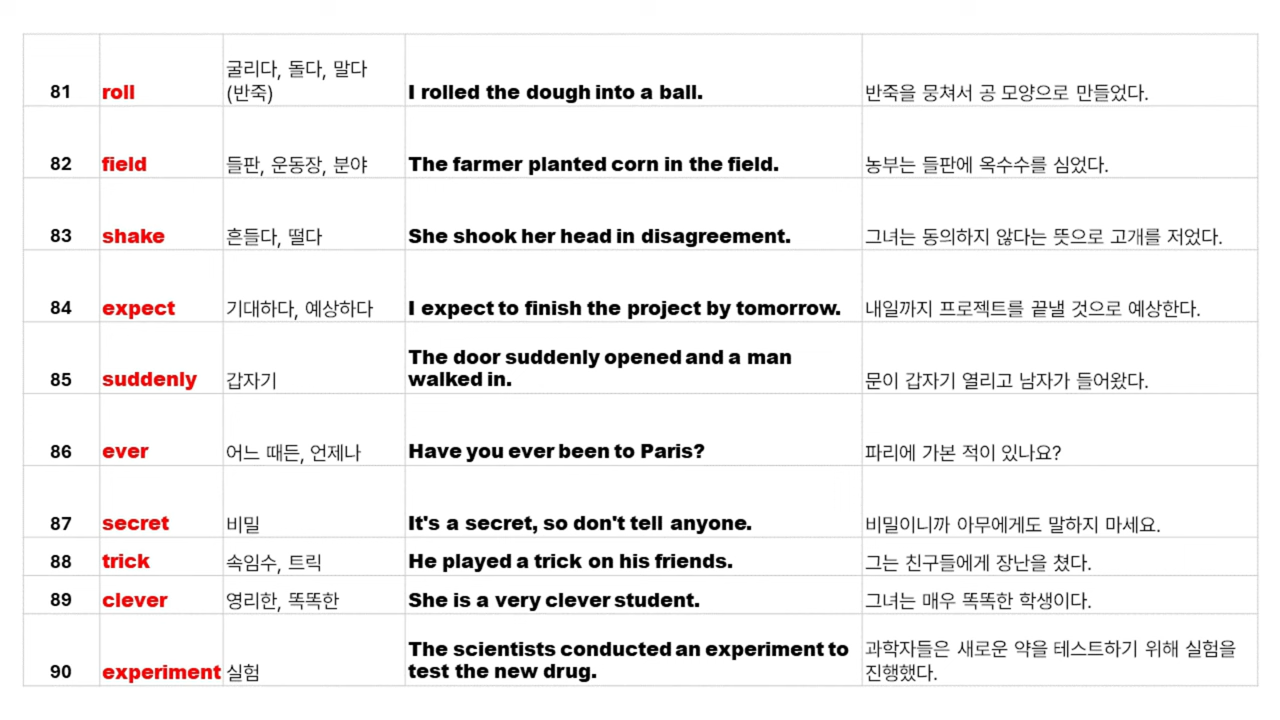 81 roll 굴리다, 돌다, 말다 (반죽) I rolled the dough into a ball. 반죽을 뭉쳐서 공 모양으로 만들었다.
82 field 들판, 운동장, 분야 The farmer planted corn in the field. 농부는 들판에 옥수수를 심었다.
83 shake 흔들다, 떨다 She shook her head in disagreement. 그녀는 동의하지 않다는 뜻으로 고개를 저었다.
84 expect 기대하다, 예상하다 I expect to finish the project by tomorrow. 내일까지 프로젝트를 끝낼 것으로 예상한다.
85 suddenly 갑자기 The door suddenly opened and a man walked in. 문이 갑자기 열리고 남자가 들어왔다.
86 ever 어느 때든, 언제나 Have you ever been to Paris? 파리에 가본 적이 있나요?
87 secret 비밀 It's a secret, so don't tell anyone. 비밀이니까 아무에게도 말하지 마세요.
88 trick 속임수, 트릭 He played a trick on his friends. 그는 친구들에게 장난을 쳤다.
89 clever 영리한, 똑똑한 She is a very clever student. 그녀는 매우 똑똑한 학생이다.
90 experiment 실험 The scientists conducted an experiment to test the new drug. 과학자들은 새로운 약을 테스트하기 위해 실험을 진행했다.